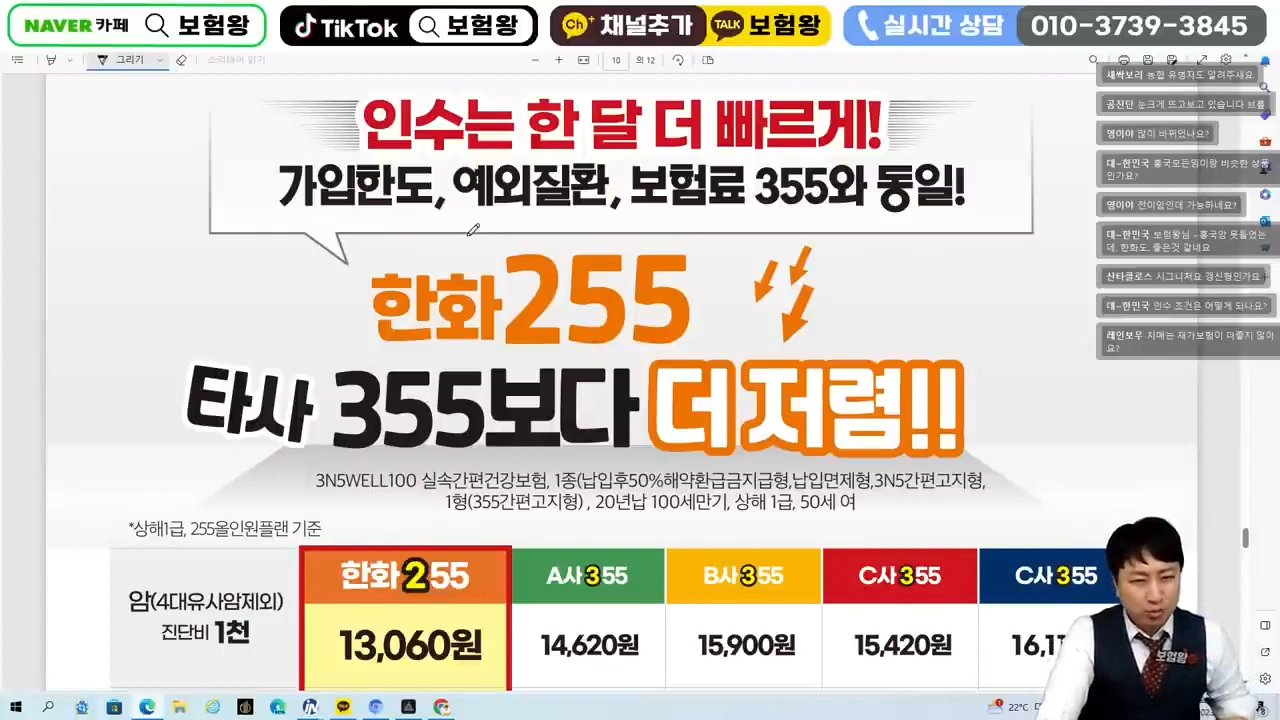 NAVER 카페 보험왕
TikTok 보험왕
Ch+ 채널추가 TALK 보험왕
실시간 상담 010-3739-3845
그리기
소리내어 읽기
10 의 12
새싹보리 농협 유병자도 알려주세요
공진단 눈크게 뜨고보고 있습니다
영이야 많이 바뀌었나요?
대~한민국 흥국모든원이랑 비슷한 상품
인가요?
영이야 전이암인데 가능하네요?
대~한민국 보험왕님 ~흥국암 못들었는
데, 한화도, 좋은것 같네요
산타클로스 시그니처요 갱신형인가요
대~한민국 인수 조건은 어떻게 되나요?
레인보우 치매는 재가보험이 더좋지 않아
요?
인수는 한 달 더 빠르게!
가입한도, 예외질환, 보험료 355와 동일!
한화255
타사 355보다 더 저렴!!
3N5WELL100 실속간편건강보험, 1종(납입후50%해약환급금지급형,납입면제형,3N5간편고지형,
1형(355간편고지형) , 20년납 100세만기, 상해 1급, 50세 여
*상해1급, 255올인원플랜 기준
한화255 A사355 B사355 C사355 C사355
암(4대유사암제외)
진단비 1천
13,060원 14,620원 15,900원 15,420원
보험왕
22°C